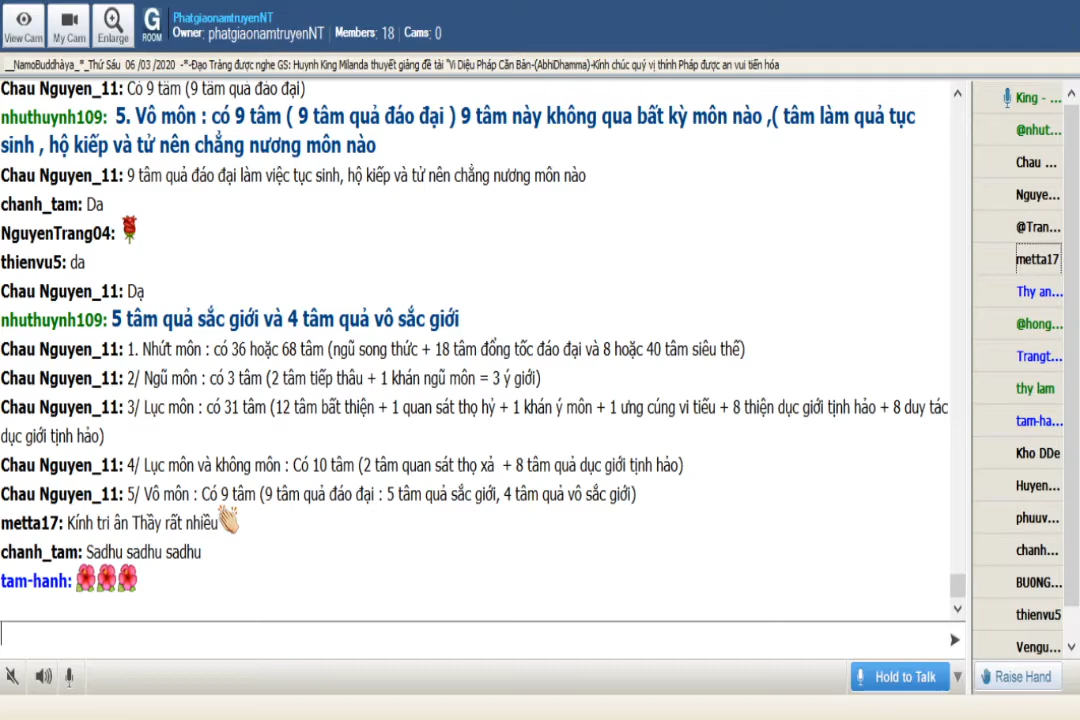 View Cam
My Cam
Enlarge
G
ROOM
PhatgiaonamtruyenNT
Owner: phatgiaonamtruyenNT Members: 18 Cams: 0
__NamoBuddhàya_*_Thứ Sáu 06 /03 /2020 -*-Đạo Tràng được nghe GS: Huynh King Milanda thuyết giảng đề tài "Vi Diệu Pháp Căn Bản-(AbhiDhamma)-Kính chúc quý vị thính Pháp được an vui tiến hóa
Chau Nguyen_11: Có 9 tâm (9 tâm quả đáo đại)
nhuthuynh109: 5. Vô môn : có 9 tâm ( 9 tâm quả đáo đại ) 9 tâm này không qua bất kỳ môn nào ,( tâm làm quả tục
sinh , hộ kiếp và tử nên chẳng nương môn nào
Chau Nguyen_11: 9 tâm quả đáo đại làm việc tục sinh, hộ kiếp và tử nên chẳng nương môn nào
chanh_tam: Da
NguyenTrang04:
thienvu5: da
Chau Nguyen_11: Dạ
nhuthuynh109: 5 tâm quả sắc giới và 4 tâm quả vô sắc giới
Chau Nguyen_11: 1. Nhứt môn : có 36 hoặc 68 tâm (ngũ song thức + 18 tâm đổng tốc đáo đại và 8 hoặc 40 tâm siêu thế)
Chau Nguyen_11: 2/ Ngũ môn : có 3 tâm (2 tâm tiếp thâu + 1 khán ngũ môn = 3 ý giới)
Chau Nguyen_11: 3/ Lục môn : có 31 tâm (12 tâm bất thiện + 1 quan sát thọ hỷ + 1 khán ý môn + 1 ưng cúng vi tiếu + 8 thiện dục giới tịnh hảo + 8 duy tác
dục giới tịnh hảo)
Chau Nguyen_11: 4/ Lục môn và không môn : Có 10 tâm (2 tâm quan sát thọ xả + 8 tâm quả dục giới tịnh hảo)
Chau Nguyen_11: 5/ Vô môn : Có 9 tâm (9 tâm quả đáo đại : 5 tâm quả sắc giới, 4 tâm quả vô sắc giới)
metta17: Kính tri ân Thầy rất nhiều
chanh_tam: Sadhu sadhu sadhu
tam-hanh:
King - ...
@nhut...
Chau ...
Nguye...
@Tran...
metta17
Thy an...
@hong...
Trangt...
thy lam
tam-ha...
Kho DDe
Huyen...
phuuv...
chanh...
BUONG...
thienvu5
Vengu...
Hold to Talk
Raise Hand